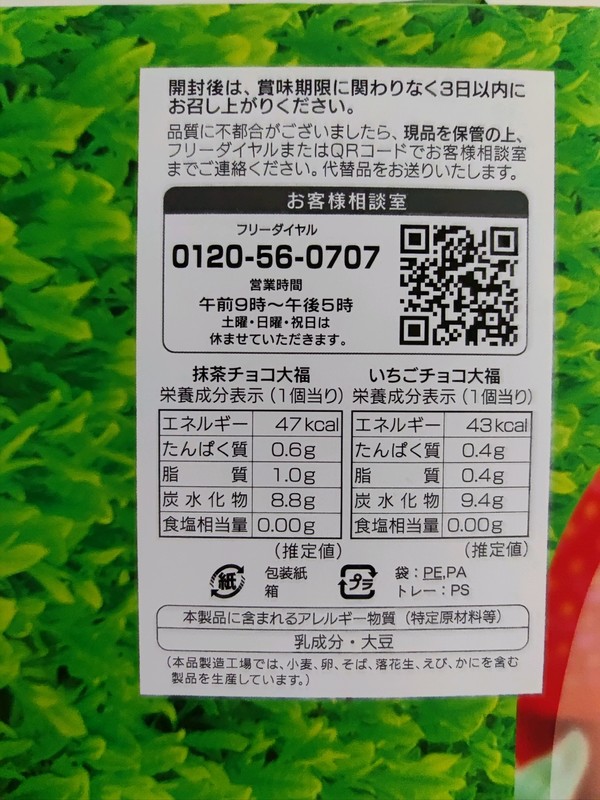 開封後は、賞味期限に関わりなく3日以内に
お召し上がりください。
品質に不都合がございましたら、現品を保管の上、
フリーダイヤルまたはQRコードでお客様相談室
までご連絡ください。代替品をお送りいたします。
お客様相談室
フリーダイヤル
0120-56-0707
営業時間
午前9時～午後5時
土曜・日曜・祝日は
休ませていただきます。
抹茶チョコ大福
栄養成分表示（1個当り）
エネルギー 47kcal
たんぱく質 0.6g
脂質 1.0g
炭水化物 8.8g
食塩相当量 0.00g
（推定値）
いちごチョコ大福
栄養成分表示（1個当り）
エネルギー 43kcal
たんぱく質 0.4g
脂質 0.4g
炭水化物 9.4g
食塩相当量 0.00g
（推定値）
紙 包装紙
箱
プラ 袋：PE,PA
トレー：PS
本製品に含まれるアレルギー物質（特定原材料等）
乳成分・大豆
（本品製造工場では、小麦、卵、そば、落花生、えび、かにを含む
製品を生産しています。）